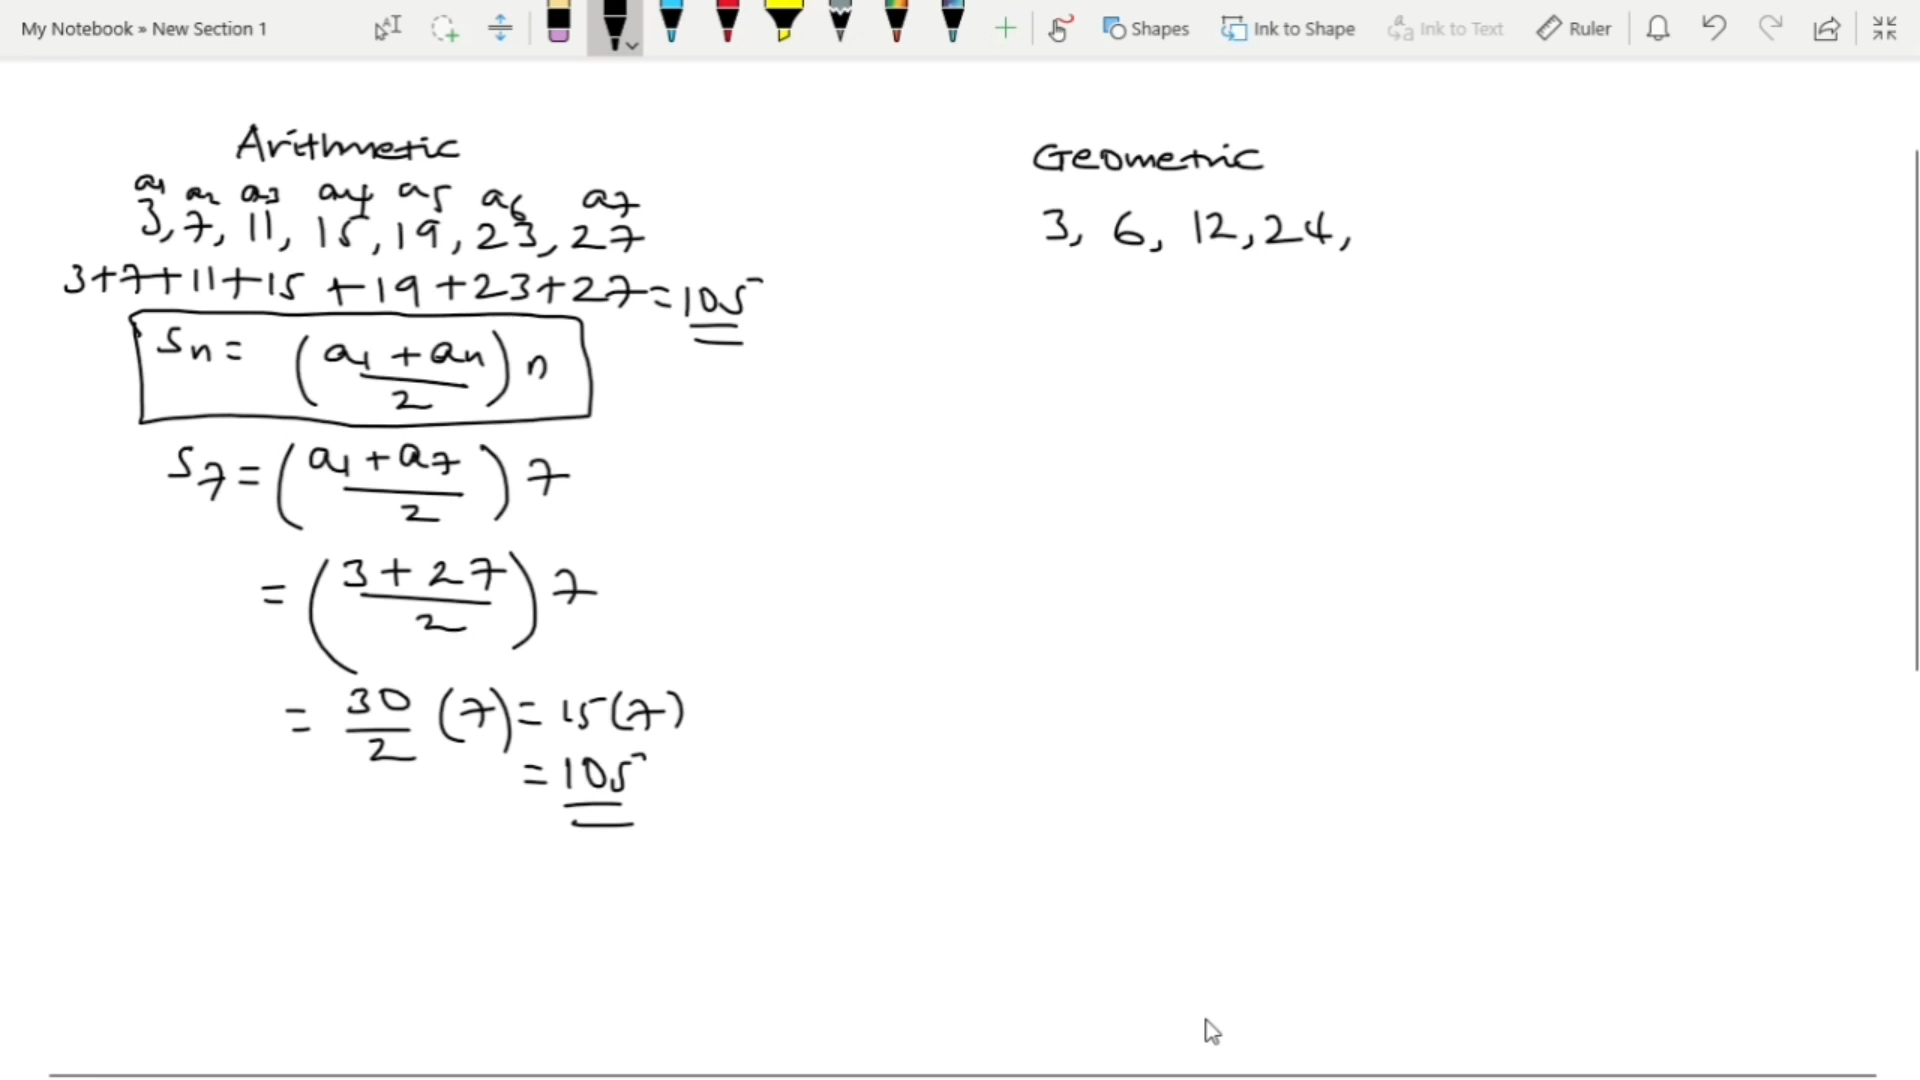 My Notebook » New Section 1
Shapes
Ink to Shape
Ink to Text
Ruler
Arithmetic
a1 a2 a3 a4 a5 a6 a7
3, 7, 11, 15, 19, 23, 27
3+7+11+15 +19+23+27=105
Sn = (a1 + an / 2) n
S7 = (a1 + a7 / 2) 7
= (3 + 27 / 2) 7
= 30/2 (7) = 15(7)
= 105
Geometric
3, 6, 12, 24,